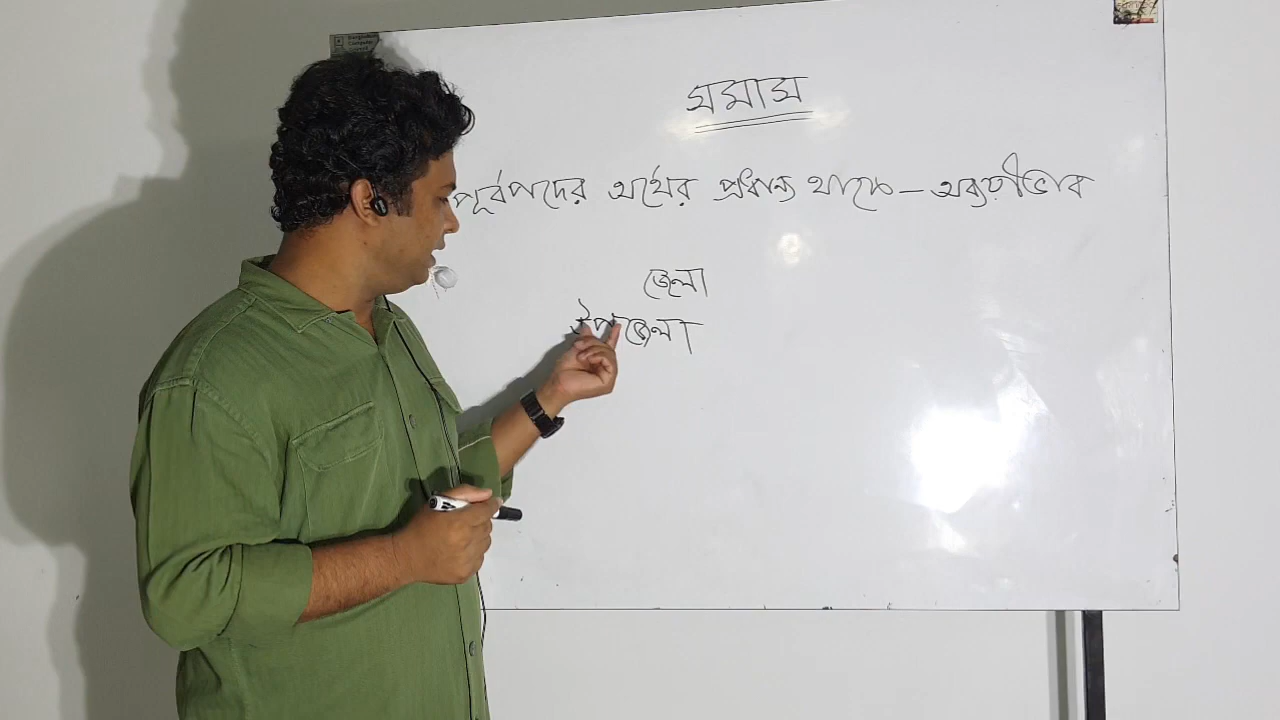 সমাস
পূর্বপদের অর্থের প্রধান্য থাকে – অব্যয়ীভাব
জেলা
উপজেলা